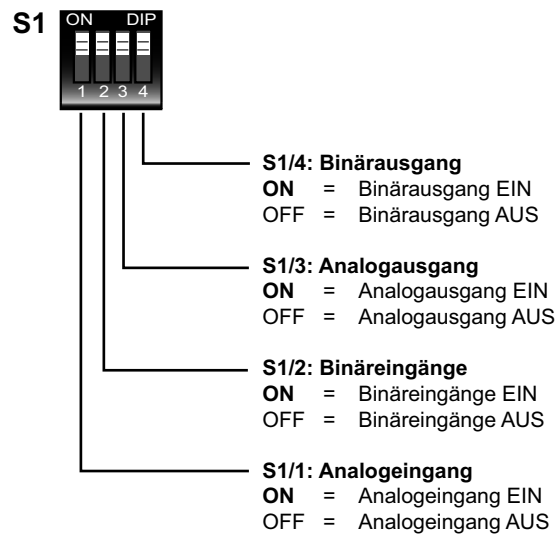 S1
ON DIP
1 2 3 4
S1/4: Binärausgang
ON = Binärausgang EIN
OFF = Binärausgang AUS
S1/3: Analogausgang
ON = Analogausgang EIN
OFF = Analogausgang AUS
S1/2: Binäreingänge
ON = Binäreingänge EIN
OFF = Binäreingänge AUS
S1/1: Analogeingang
ON = Analogeingang EIN
OFF = Analogeingang AUS